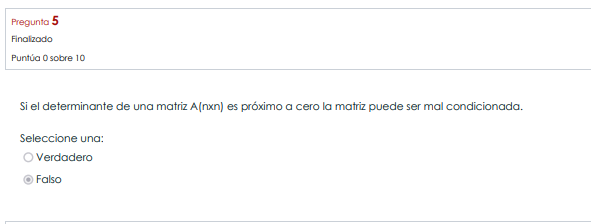 Pregunta 5
Finalizado
Puntúa 0 sobre 10
Si el determinante de una matriz A(nxn) es próximo a cero la matriz puede ser mal condicionada.
Seleccione una:
Verdadero
Falso